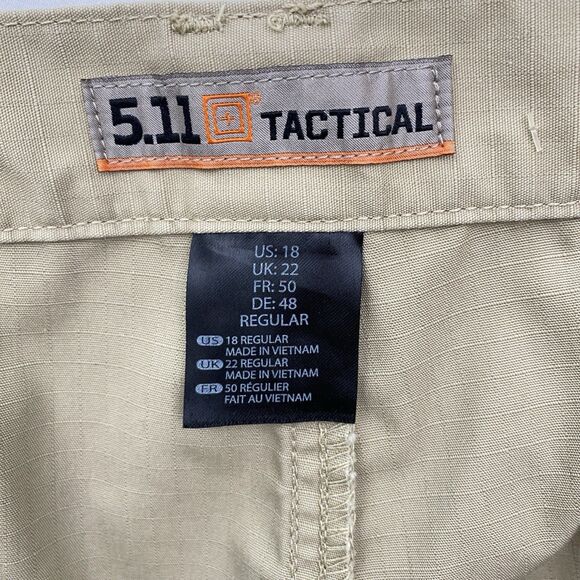 5.11 TACTICAL
US: 18
UK: 22
FR: 50
DE: 48
REGULAR
US 18 REGULAR
MADE IN VIETNAM
UK 22 REGULAR
MADE IN VIETNAM
FR 50 RÉGULIER
FAIT AU VIETNAM